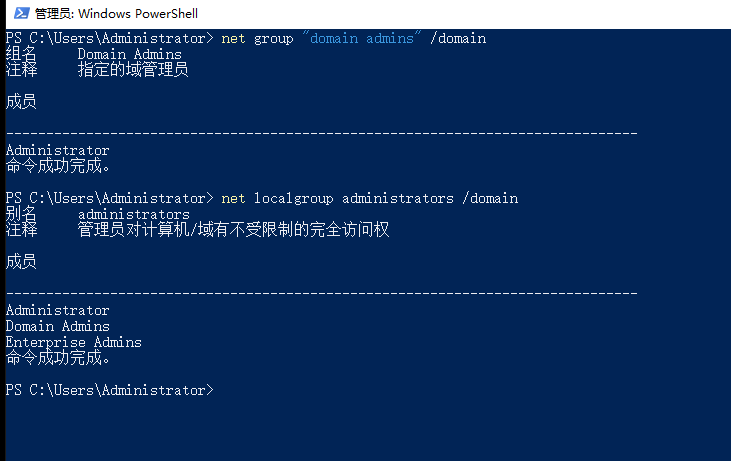 管理员: Windows PowerShell
PS C:\Users\Administrator> net group "domain admins" /domain
组名     Domain Admins
注释     指定的域管理员
成员
-------------------------------------------------------------------------------
Administrator
命令成功完成。
PS C:\Users\Administrator> net localgroup administrators /domain
别名     administrators
注释     管理员对计算机/域有不受限制的完全访问权
成员
-------------------------------------------------------------------------------
Administrator
Domain Admins
Enterprise Admins
命令成功完成。
PS C:\Users\Administrator>